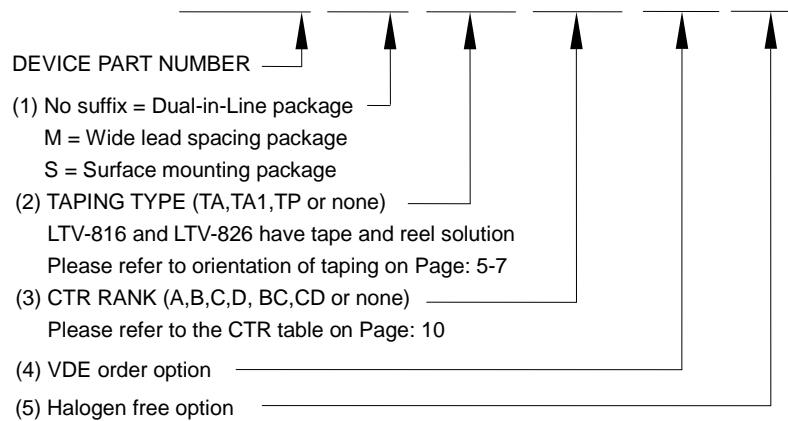 DEVICE PART NUMBER
(1) No suffix = Dual-in-Line package
M = Wide lead spacing package
S = Surface mounting package
(2) TAPING TYPE (TA,TA1,TP or none)
LTV-816 and LTV-826 have tape and reel solution
Please refer to orientation of taping on Page: 5-7
(3) CTR RANK (A,B,C,D, BC,CD or none)
Please refer to the CTR table on Page: 10
(4) VDE order option
(5) Halogen free option